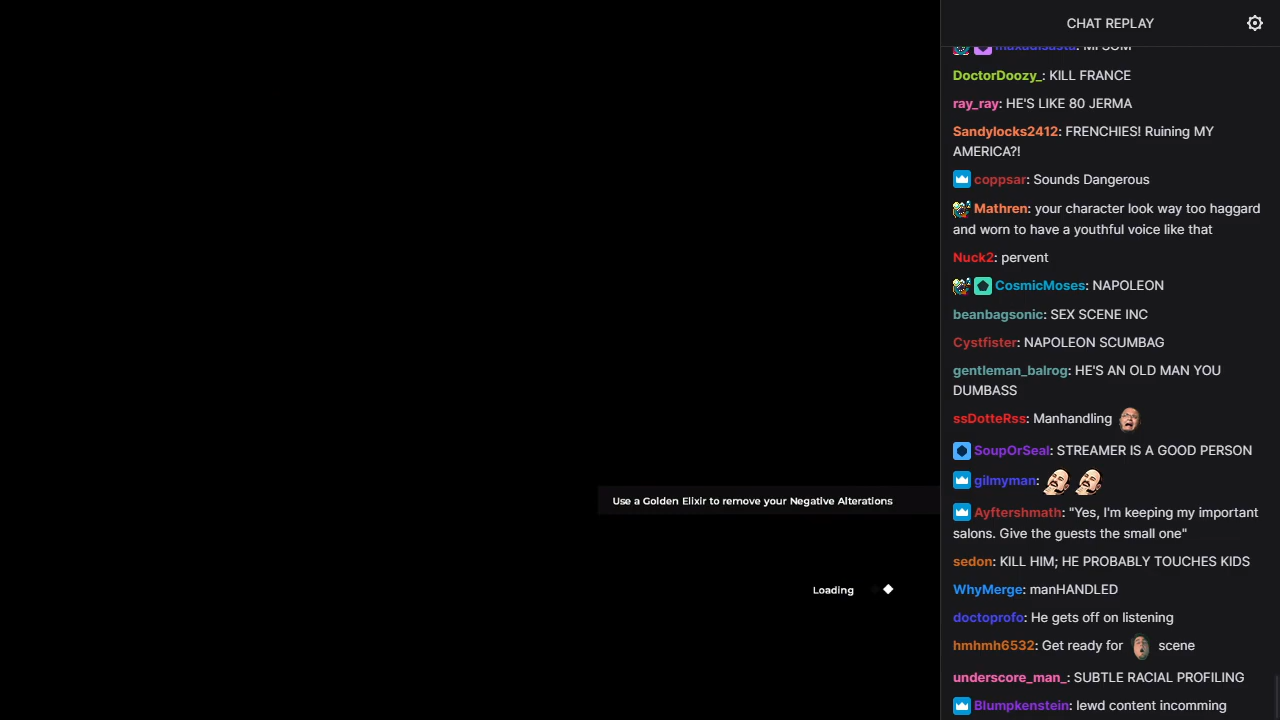 CHAT REPLAY
DoctorDoozy_: KILL FRANCE
ray_ray: HE'S LIKE 80 JERMA
Sandylocks2412: FRENCHIES! Ruining MY
AMERICA?!
coppsar: Sounds Dangerous
Mathren: your character look way too haggard
and worn to have a youthful voice like that
Nuck2: pervent
CosmicMoses: NAPOLEON
beanbagsonic: SEX SCENE INC
Cystfister: NAPOLEON SCUMBAG
gentleman_balrog: HE'S AN OLD MAN YOU
DUMBASS
ssDotteRss: Manhandling
SoupOrSeal: STREAMER IS A GOOD PERSON
gilmyman:
Ayftershmath: "Yes, I'm keeping my important
salons. Give the guests the small one"
sedon: KILL HIM; HE PROBABLY TOUCHES KIDS
WhyMerge: manHANDLED
doctoprofo: He gets off on listening
hmhmh6532: Get ready for scene
underscore_man_: SUBTLE RACIAL PROFILING
Blumpkenstein: lewd content incomming
Use a Golden Elixir to remove your Negative Alterations
Loading